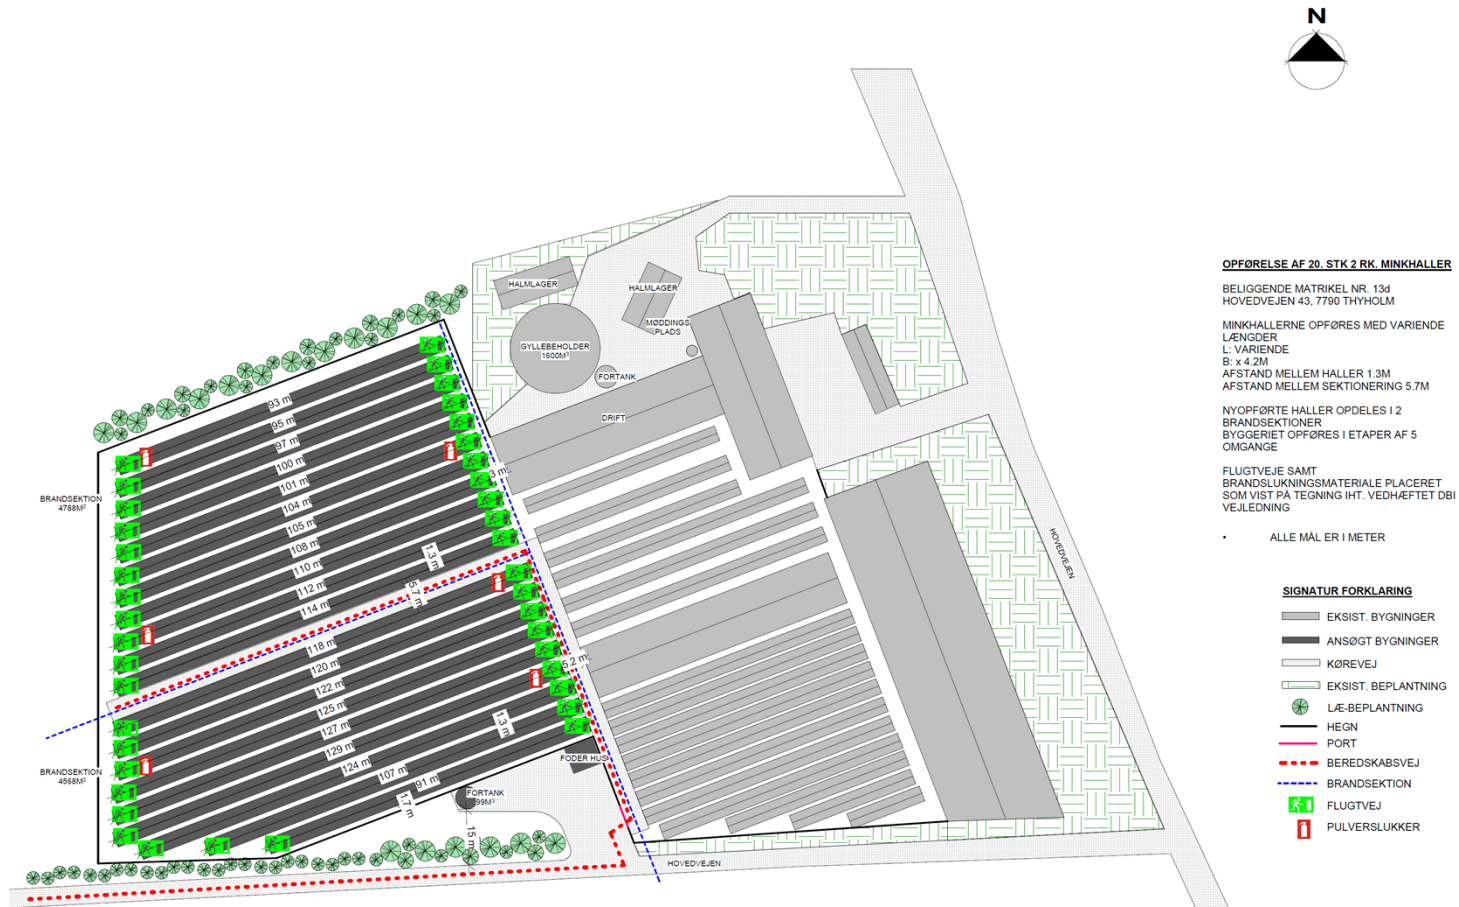 N
OPFØRELSE AF 20. STK 2 RK. MINKHALLER
BELIGGENDE MATRIKEL NR. 13d
HOVEDVEJEN 43, 7790 THYHOLM
MINKHALLERNE OPFØRES MED VARIENDE
LÆNGDER
L: VARIENDE
B: x 4.2M
AFSTAND MELLEM HALLER 1.3M
AFSTAND MELLEM SEKTIONERING 5.7M
NYOPFØRTE HALLER OPDELES I 2
BRANDSEKTIONER
BYGGERIET OPFØRES I ETAPER AF 5
OMGANGE
FLUGTVEJE SAMT
BRANDSLUKNINGSMATERIALE PLACERET
SOM VIST PÅ TEGNING IHT. VEDHÆFTET DBI
VEJLEDNING
• ALLE MÅL ER I METER
SIGNATUR FORKLARING
EKSIST. BYGNINGER
ANSØGT BYGNINGER
KØREVEJ
EKSIST. BEPLANTNING
LÆ-BEPLANTNING
HEGN
PORT
BEREDSKABSVEJ
BRANDSEKTION
FLUGTVEJ
PULVERSLUKKER
HALMLAGER
HALMLAGER
MØDDINGS
PLADS
GYLLEBEHOLDER
1600M³
FORTANK
DRIFT
93 m
95 m
97 m
100 m
101 m
104 m
105 m
108 m
110 m
112 m
114 m
1.3 m
5.7 m
3 m
BRANDSEKTION
4788M²
118 m
120 m
122 m
125 m
127 m
129 m
124 m
107 m
91 m
1.3 m
5.2 m
1.7 m
15 m
BRANDSEKTION
4568M²
FODER HUS
FORTANK
99M³
HOVEDVEJEN
HOVEDVEJEN